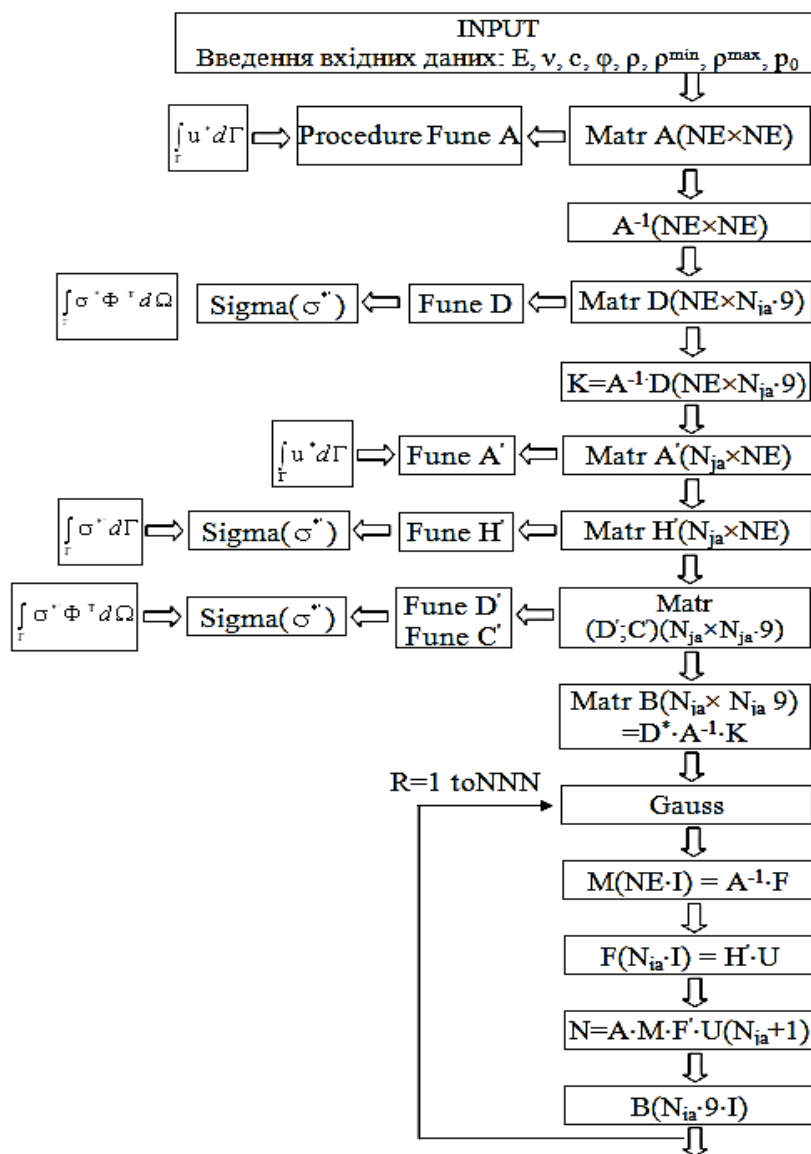 INPUT
Введення вхідних даних: E, ν, c, φ, ρ, ρᵐⁱⁿ, ρᵐᵃˣ, p₀
∫ᴦ u* dΓ
Procedure Fune A
Matr A(NE×NE)
A⁻¹(NE×NE)
∫ σ* Φᵀ dΩ
Sigma(σ*')
Fune D
Matr D(NE×Nja·9)
K=A⁻¹·D(NE×Nja·9)
∫ᴦ u* dΓ
Fune A'
Matr A'(Nja×NE)
∫ᴦ σ*' dΓ
Sigma(σ*')
Fune H'
Matr H'(Nja×NE)
∫ᴦ σ*' Φᵀ dΩ
Sigma(σ*')
Fune D'
Fune C'
Matr
(D';C')(Nja×Nja·9)
Matr B(Nja× Nja 9)
=D*·A⁻¹·K
R=1 toNNN
Gauss
M(NE·I) = A⁻¹·F
F(Nia·I) = H'·U
N=A·M·F'·U(Nja+1)
B(Nia·9·I)